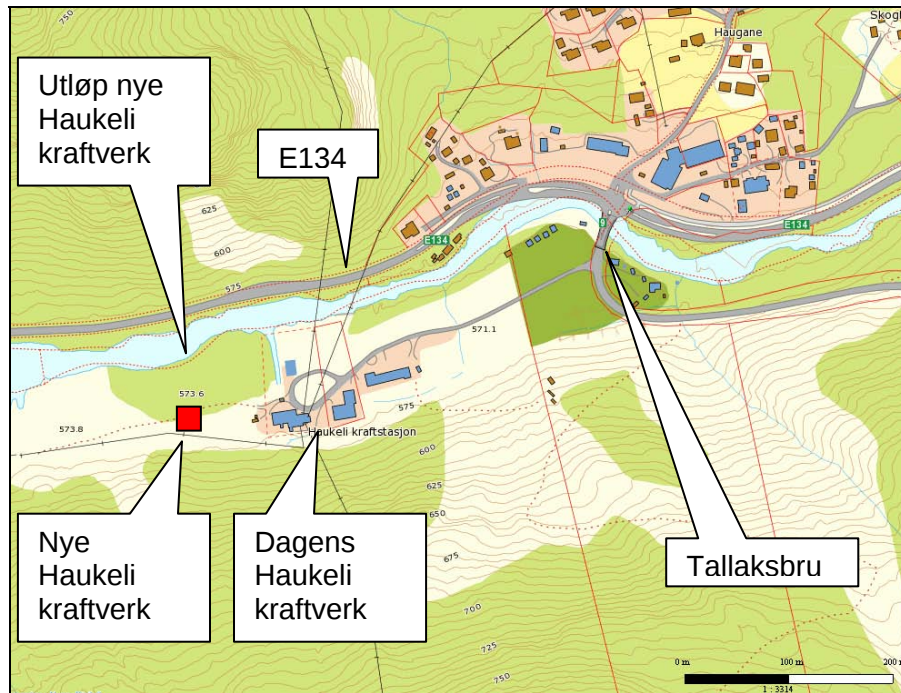 750
Skogl
Haugane
Utløp nye
Haukeli
kraftverk
E134
625
600
E134
9
E134
575
571.1
573.6
573.8
575
Haukeli kraftstasjon
600
625
650
675
Nye
Haukeli
kraftverk
Dagens
Haukeli
kraftverk
Tallaksbru
700
725
750
0 m
100 m
200 m
1 : 3314